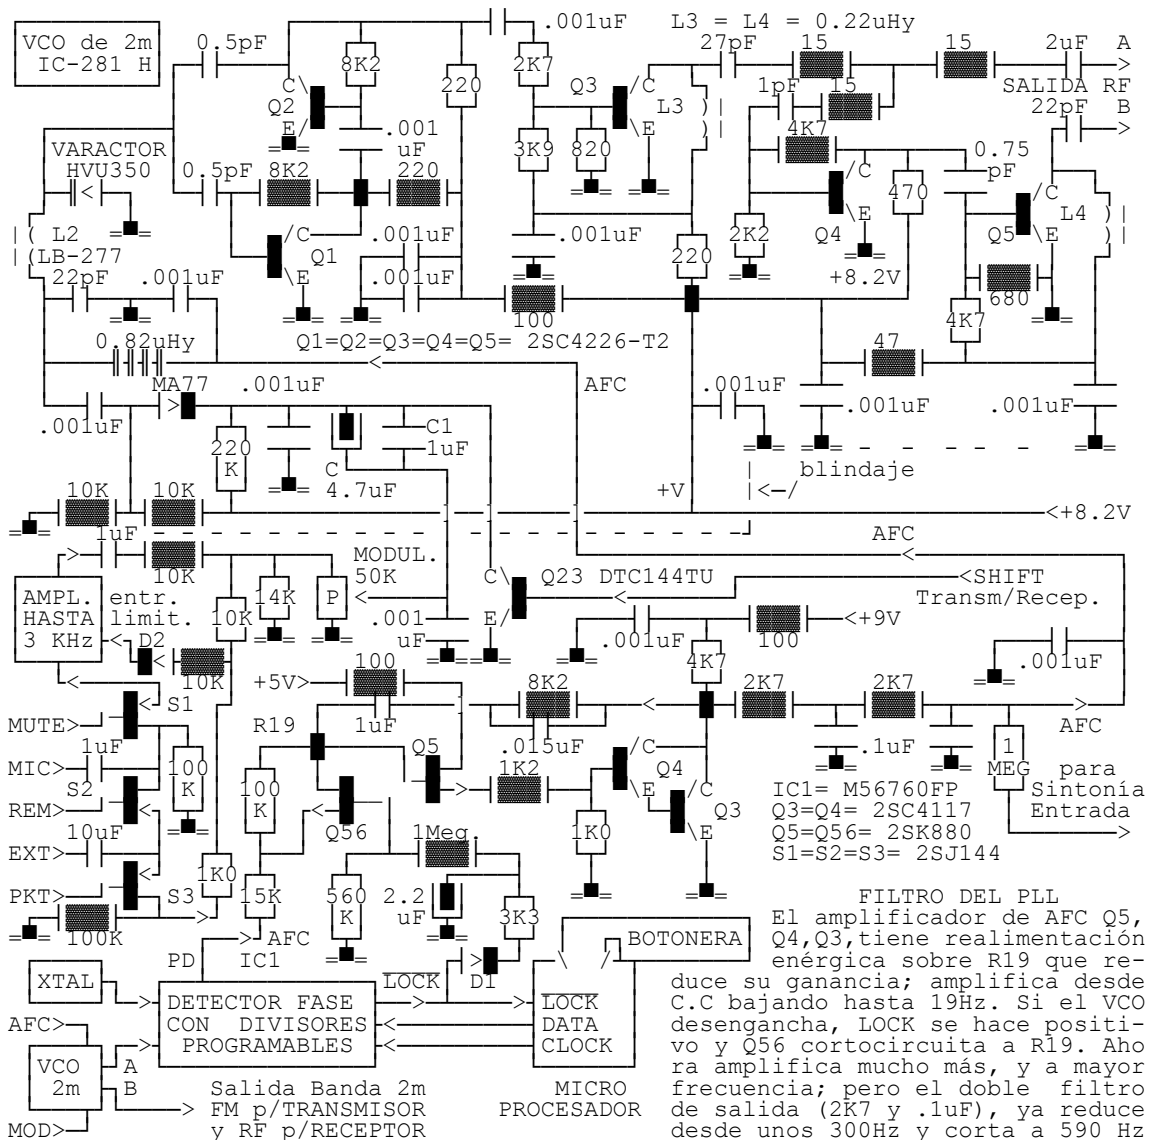 .001uF L3 = L4 = 0.22uHy
VCO de 2m 0.5pF 27pF 15 15 2uF A
IC-281 H 8K2 2K7
220 SALIDA RF
C Q2 Q3 C 1pF 15 22pF B
E .001 L3 4K7
VARACTOR uF 3K9 820 E 0.75
HVU350 0.5pF 8K2 220 C pF
470 C
L2 C .001uF .001uF 2K2 E L4
LB-277 Q1 220 Q4 Q5 E
22pF .001uF E .001uF +8.2V
680
100 4K7
0.82uHy Q1=Q2=Q3=Q4=Q5= 2SC4226-T2 47
MA77 .001uF AFC .001uF
.001uF C1 .001uF .001uF
220 1uF
K C blindaje
10K 10K 4.7uF +V
<+8.2V
1uF AFC
MODUL.
10K 50K C Q23 DTC144TU <SHIFT
AMPL. entr. 14K P Transm/Recep.
HASTA limit. 10K .001 E <+9V
3 KHz D2 uF .001uF 100
100 4K7 .001uF
10K +5V> 8K2 2K7 2K7
S1
MUTE> R19 1uF AFC
1uF Q5 .015uF .1uF 1
MIC> 100 1K2 C Q4 MEG para
S2 K 100 E C IC1= M56760FP Sintonía
REM> K Q3 Q3=Q4= 2SC4117 Entrada
10uF Q56 1Meg. 1K0 E Q5=Q56= 2SK880
EXT> S1=S2=S3= 2SJ144
1K0
PKT> S3 15K 560 2.2 FILTRO DEL PLL
K uF 3K3 El amplificador de AFC Q5,
100K AFC BOTONERA Q4,Q3,tiene realimentación
PD IC1 enérgica sobre R19 que re-
XTAL LOCK D1 duce su ganancia; amplifica desde
DETECTOR FASE LOCK C.C bajando hasta 19Hz. Si el VCO
AFC> CON DIVISORES DATA desengancha, LOCK se hace positi-
PROGRAMABLES CLOCK vo y Q56 cortocircuita a R19. Aho
VCO A ra amplifica mucho más, y a mayor
2m B Salida Banda 2m MICRO frecuencia; pero el doble filtro
FM p/TRANSMISOR PROCESADOR de salida (2K7 y .1uF), ya reduce
MOD> y RF p/RECEPTOR desde unos 300Hz y corta a 590 Hz